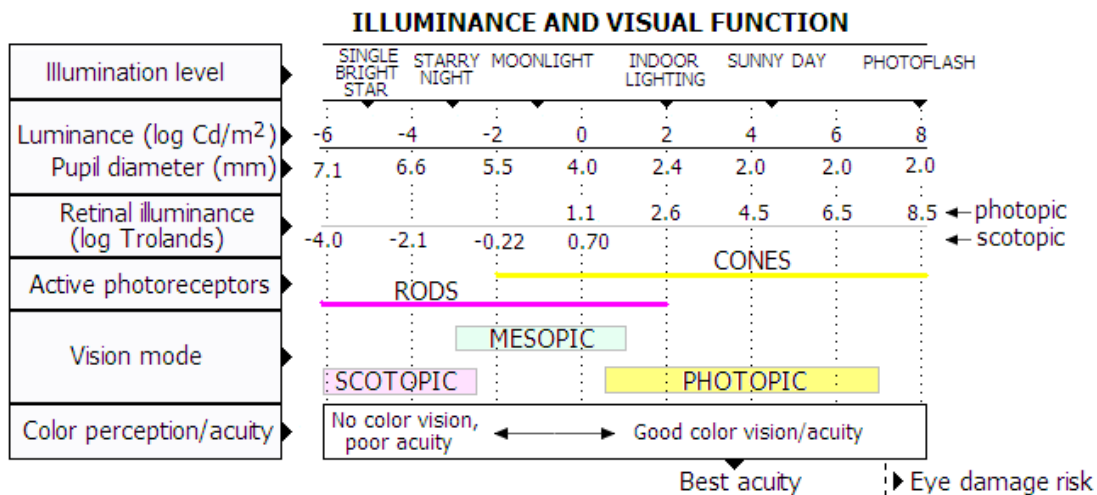 ILLUMINANCE AND VISUAL FUNCTION
Illumination level
SINGLE
BRIGHT
STAR
STARRY
NIGHT
MOONLIGHT
INDOOR
LIGHTING
SUNNY DAY
PHOTOFLASH
Luminance (log Cd/m²)
-6 -4 -2 0 2 4 6 8
Pupil diameter (mm)
7.1 6.6 5.5 4.0 2.4 2.0 2.0 2.0
Retinal illuminance
(log Trolands)
1.1 2.6 4.5 6.5 8.5 photopic
-4.0 -2.1 -0.22 0.70 scotopic
Active photoreceptors
CONES
RODS
Vision mode
MESOPIC
SCOTOPIC PHOTOPIC
Color perception/acuity
No color vision,
poor acuity
Good color vision/acuity
Best acuity
Eye damage risk